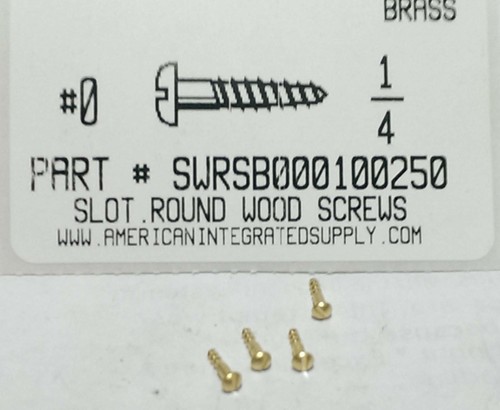 BRASS
#0 1/4
PART # SWRSB000100250
SLOT.ROUND WOOD SCREWS
WWW.AMERICANINTEGRATEDSUPPLY.COM